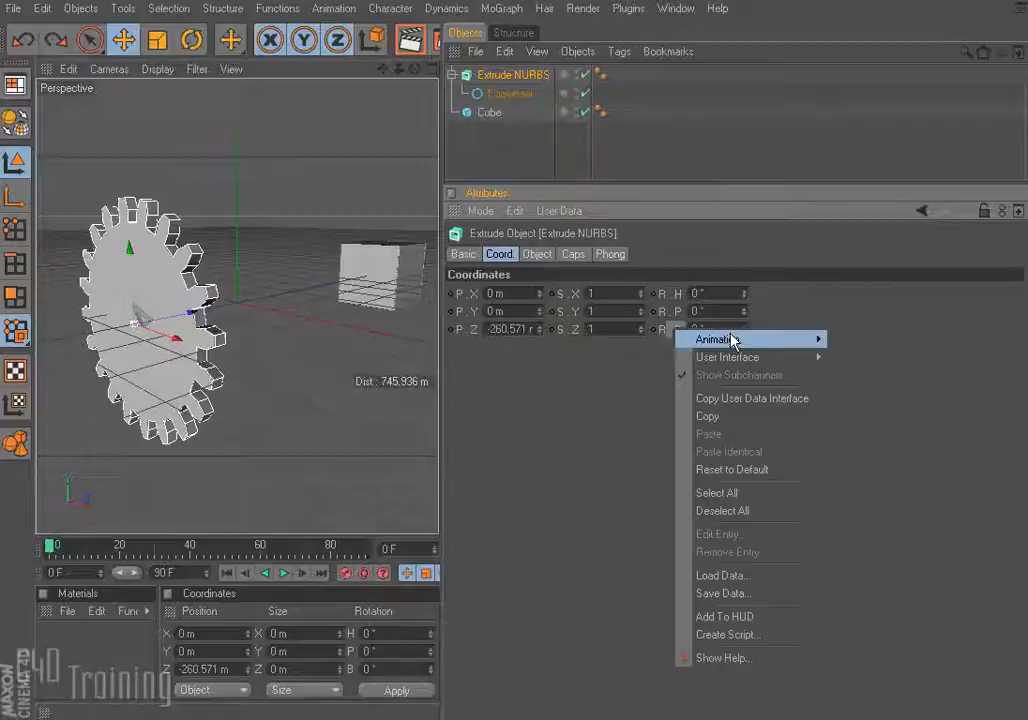 File Edit Objects Tools Selection Structure Functions Animation Character Dynamics MoGraph Hair Render Plugins Window Help
Objects Structure
File Edit View Objects Tags Bookmarks
Edit Cameras Display Filter View
Perspective
Extrude NURBS
Cogwheel
Cube
Attributes
Mode Edit User Data
Extrude Object [Extrude NURBS]
Basic Coord. Object Caps Phong
Coordinates
P . X 0 m S . X 1 R . H 0 °
P . Y 0 m S . Y 1 R . P 0 °
P . Z -260.571 r S . Z 1 R
Animation
User Interface
Show Subchannels
Copy User Data Interface
Copy
Paste
Paste Identical
Reset to Default
Select All
Deselect All
Edit Entry...
Remove Entry
Load Data...
Save Data...
Add To HUD
Create Script...
Show Help...
Dist : 745.936 m
Y
Z
0 20 40 60 80 0 F
0 F 90 F
Materials
File Edit Func
Coordinates
Position Size Rotation
X 0 m X 0 m H 0 °
Y 0 m Y 0 m P 0 °
Z -260.571 m Z 0 m B 0 °
Object Size Apply
MAXON
CINEMA 4D
C4D Training